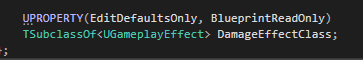 UPROPERTY(EditDefaultsOnly, BlueprintReadOnly)
TSubclassOf<UGameplayEffect> DamageEffectClass;
};